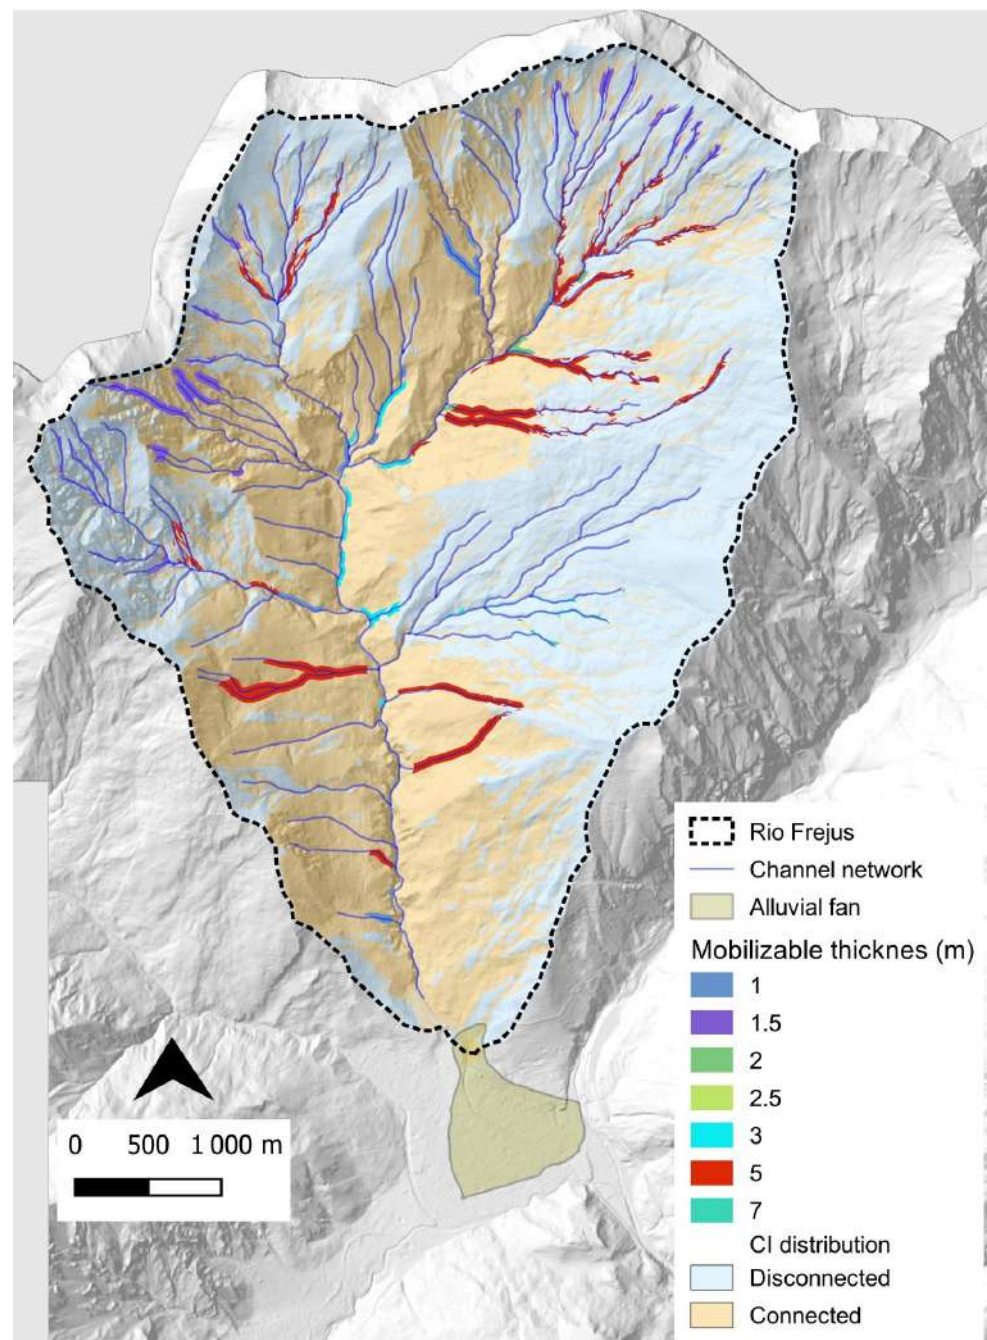 Rio Frejus
Channel network
Alluvial fan
Mobilizable thicknes (m)
1
1.5
2
2.5
3
5
7
CI distribution
Disconnected
Connected
0 500 1 000 m